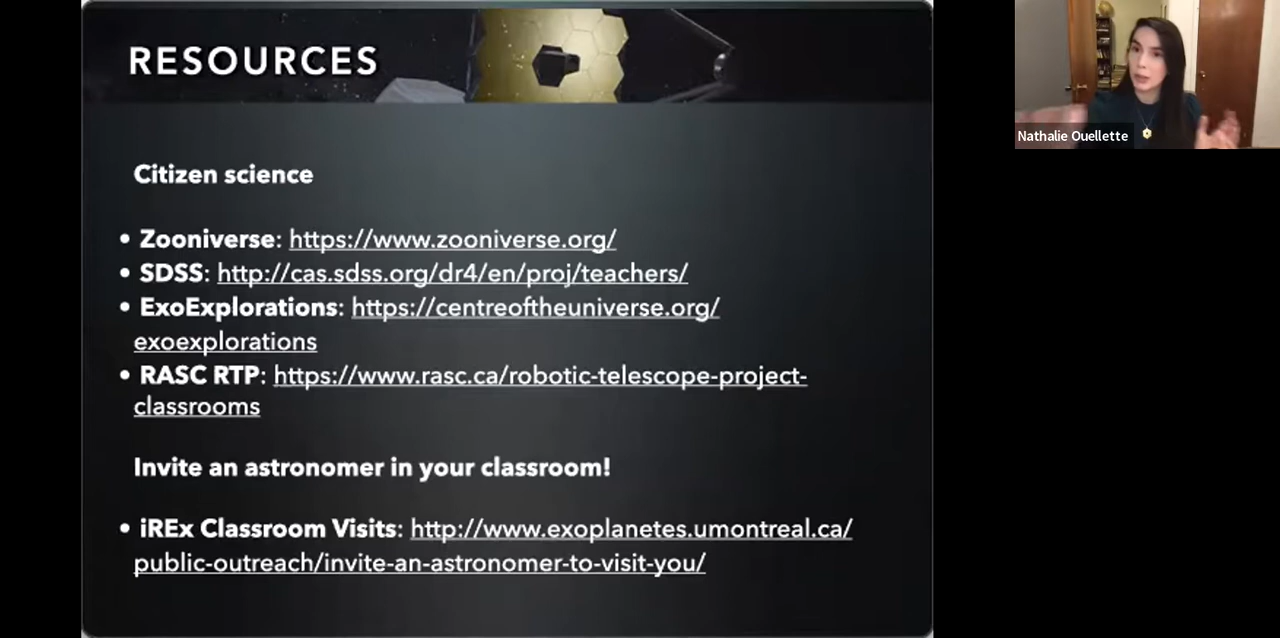 RESOURCES
Nathalie Ouellette
Citizen science
• Zooniverse: https://www.zooniverse.org/
• SDSS: http://cas.sdss.org/dr4/en/proj/teachers/
• ExoExplorations: https://centreoftheuniverse.org/
exoexplorations
• RASC RTP: https://www.rasc.ca/robotic-telescope-project-
classrooms
Invite an astronomer in your classroom!
• iREx Classroom Visits: http://www.exoplanetes.umontreal.ca/
public-outreach/invite-an-astronomer-to-visit-you/